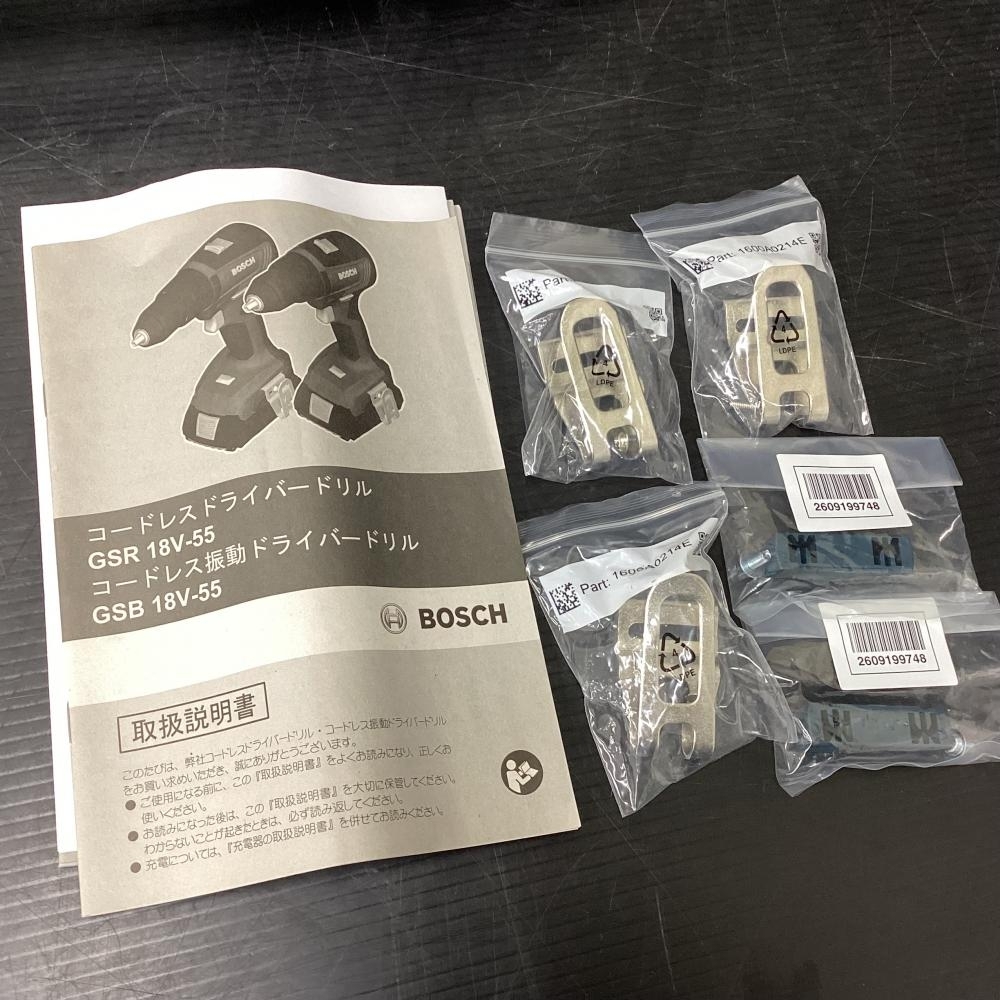 BOSCH
BOSCH
コードレスドライバードリル
GSR 18V-55
コードレス振動ドライバードリル
GSB 18V-55
BOSCH
取扱説明書
このたびは、弊社コードレスドライバードリル・コードレス振動ドライバードリル
をお買い求めいただき、誠にありがとうございます。
● ご使用になる前に、この『取扱説明書』をよくお読みになり、正しくお
使いください。
● お読みになった後は、この『取扱説明書』を大切に保管してください。
わからないことが起きたときは、必ず読み返してください。
● 充電については、『充電器の取扱説明書』を併せてお読みください。
Part:
4
LDPE
Part: 1600A0214E
4
LDPE
Part: 1600A0214E
4
LDPE
2609199748
2609199748